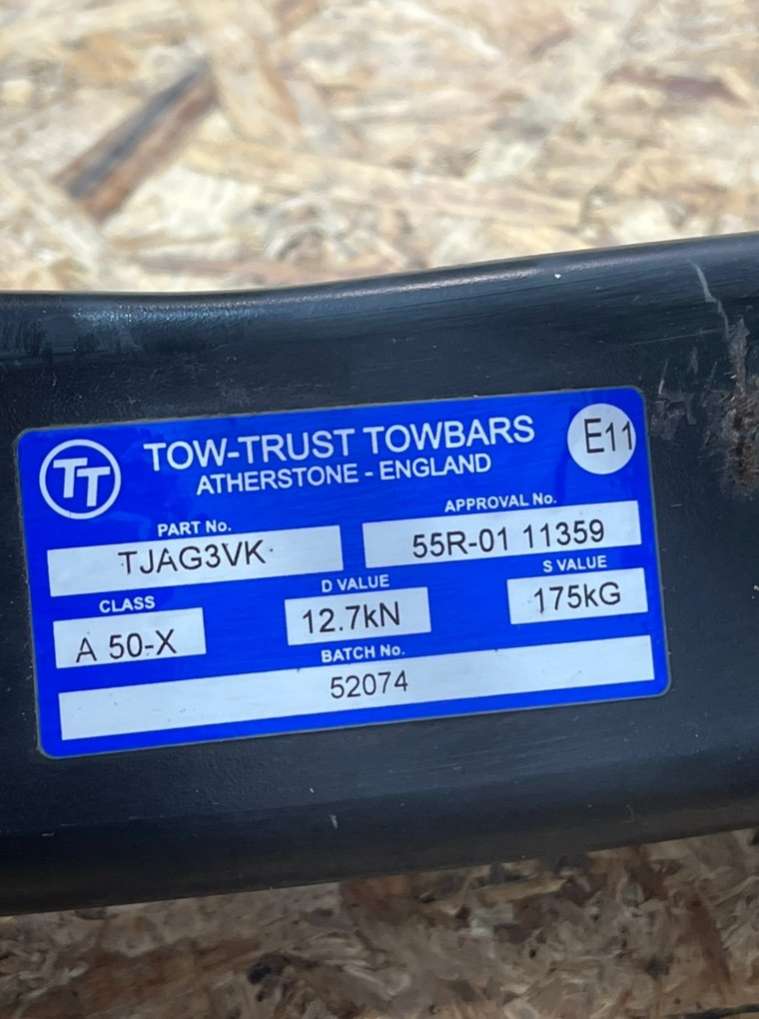 TT
TOW-TRUST TOWBARS
E11
ATHERSTONE - ENGLAND
PART No.
APPROVAL No.
TJAG3VK
55R-01 11359
CLASS
D VALUE
S VALUE
A 50-X
12.7kN
175kG
BATCH No.
52074